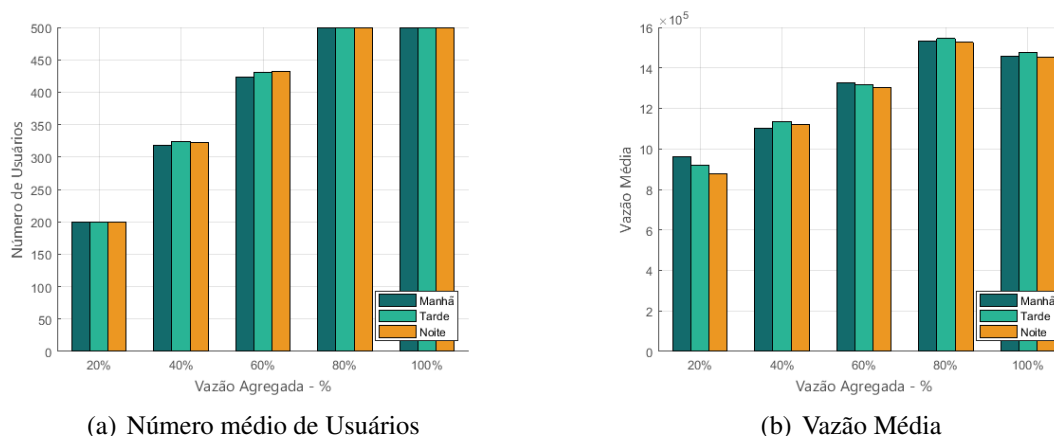 500
450
400
350
300
250
200
150
100
50
0
Número de Usuários
20%
40%
60%
80%
100%
Vazão Agregada - %
Manhã
Tarde
Noite
(a) Número médio de Usuários
×10⁵
16
14
12
10
8
6
4
2
0
Vazão Média
20%
40%
60%
80%
100%
Vazão Agregada - %
Manhã
Tarde
Noite
(b) Vazão Média